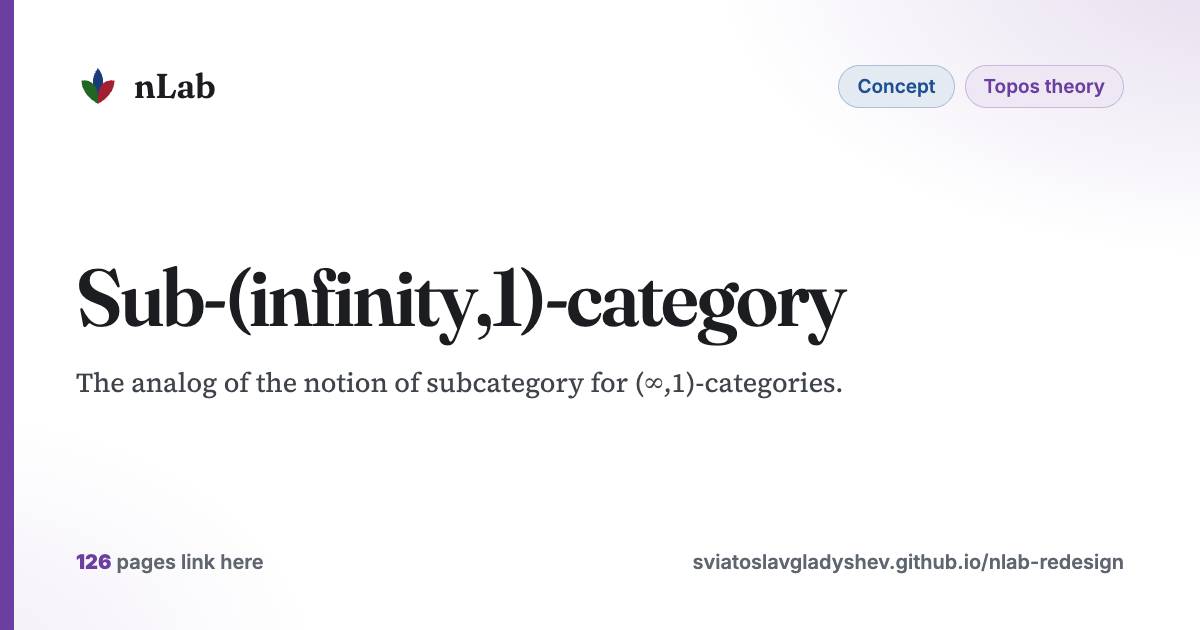 nLab
Concept
Topos theory
Sub-(infinity,1)-category
The analog of the notion of subcategory for (∞,1)-categories.
126 pages link here
sviatoslavgladyshev.github.io/nlab-redesign